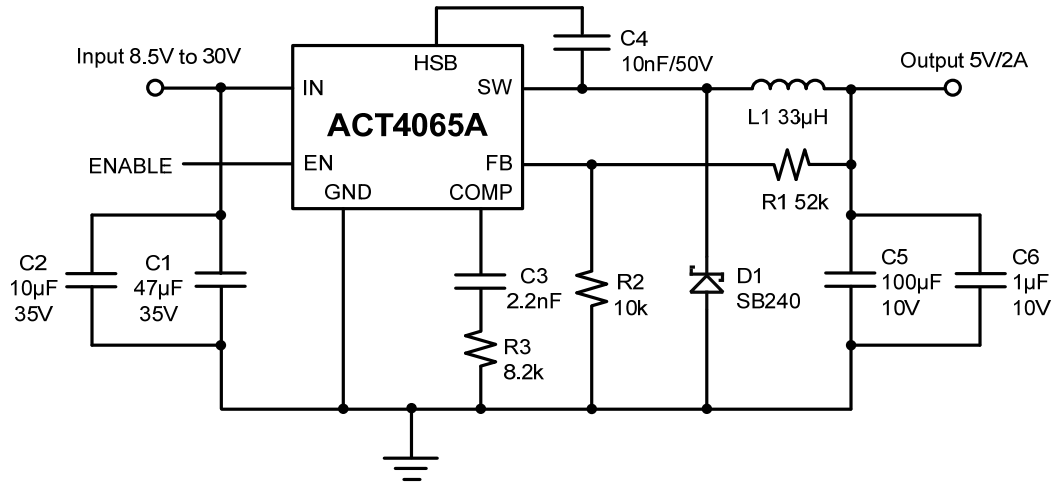 Input 8.5V to 30V
HSB
C4
10nF/50V
Output 5V/2A
IN
SW
ACT4065A
L1 33µH
ENABLE
EN
FB
GND
COMP
R1 52k
C2
10µF
35V
C1
47µF
35V
C3
2.2nF
R2
10k
D1
SB240
C5
100µF
10V
C6
1µF
10V
R3
8.2k